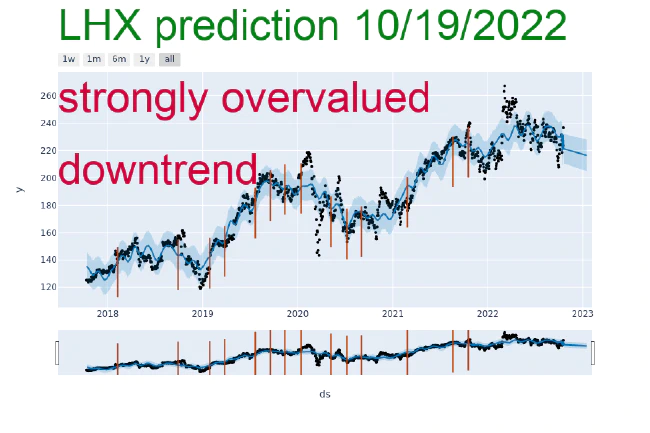 LHX prediction 10/19/2022
1w 1m 6m 1y all
strongly overvalued
downtrend
260
240
220
200
180
160
140
120
y
2018 2019 2020 2021 2022 2023
ds